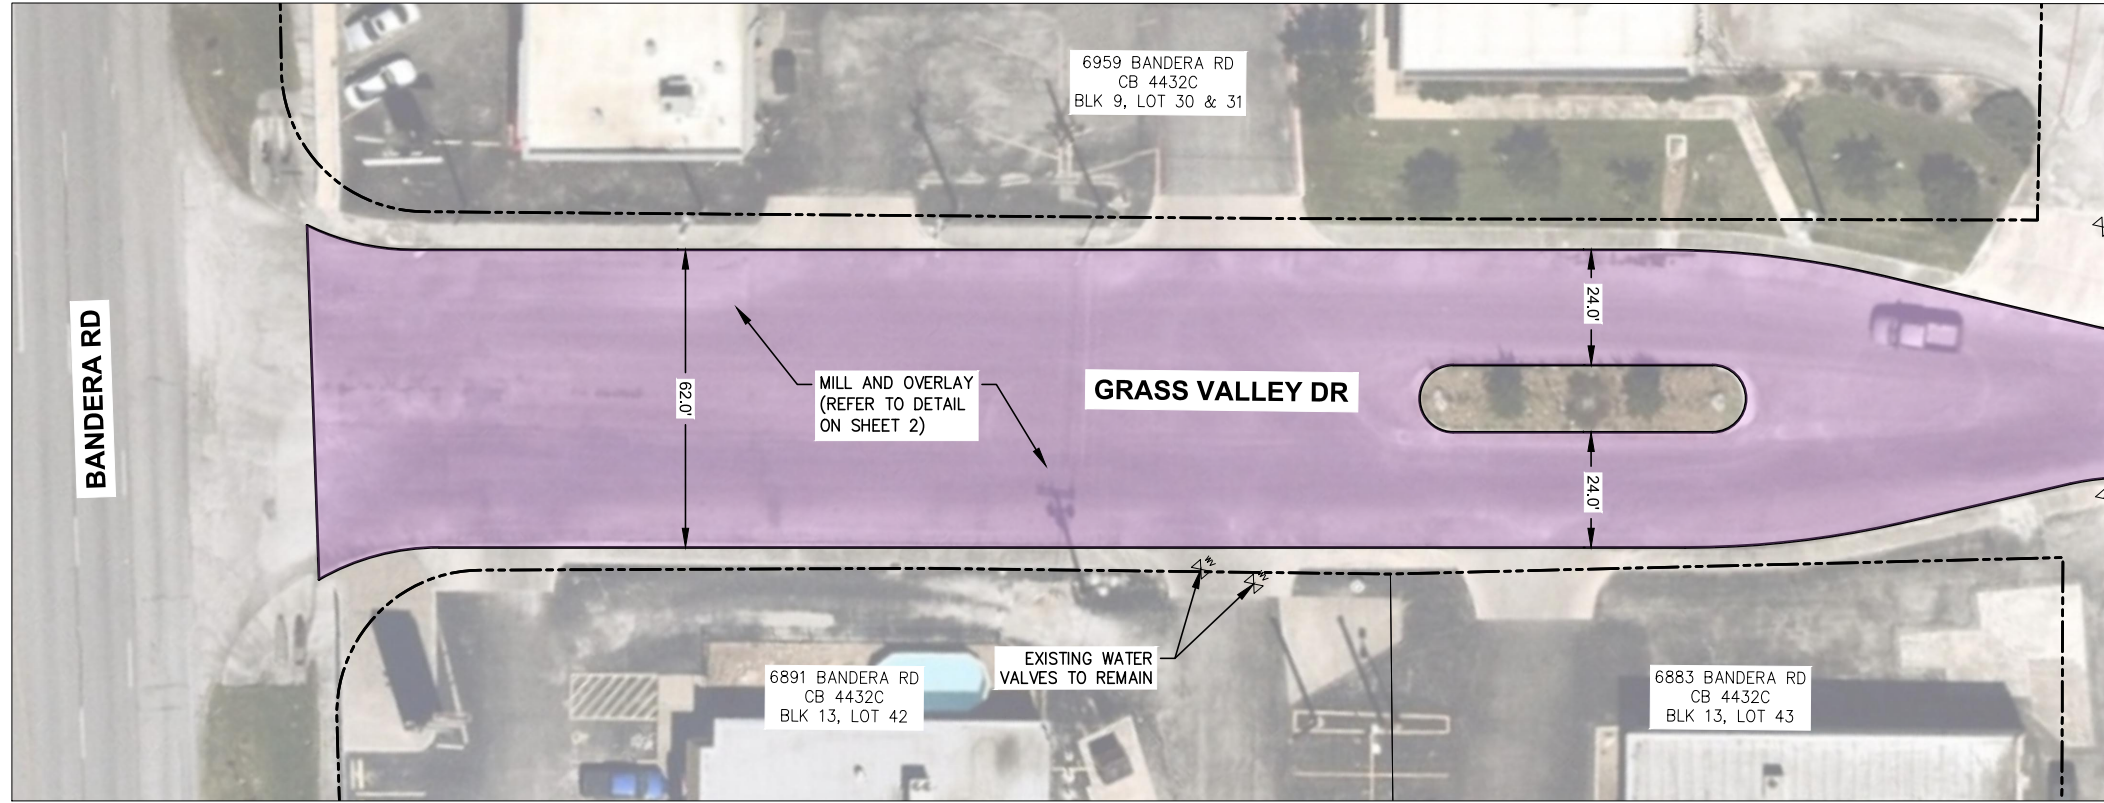 6959 BANDERA RD
CB 4432C
BLK 9, LOT 30 & 31
BANDERA RD
62.0'
MILL AND OVERLAY
(REFER TO DETAIL
ON SHEET 2)
GRASS VALLEY DR
24.0'
24.0'
W
W
EXISTING WATER
VALVES TO REMAIN
6891 BANDERA RD
CB 4432C
BLK 13, LOT 42
6883 BANDERA RD
CB 4432C
BLK 13, LOT 43